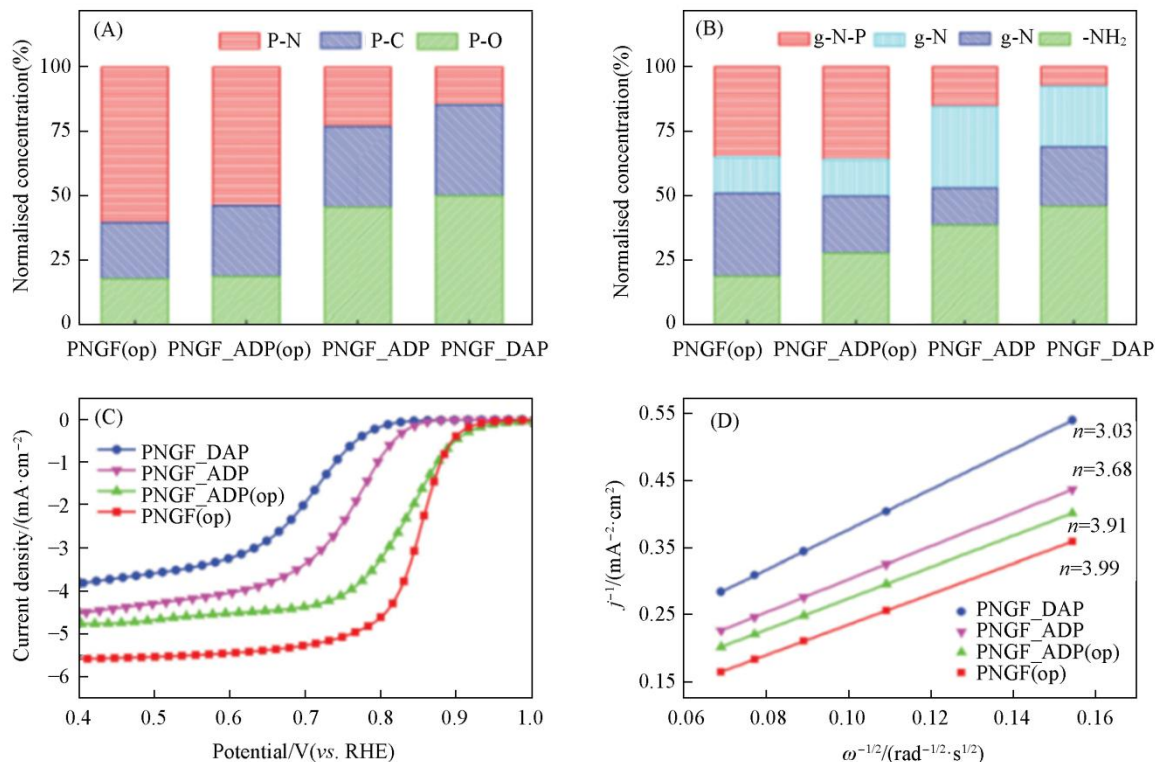 (A)
P-N P-C P-O
Normalised concentration(%)
100
75
50
25
0
PNGF(op) PNGF_ADP(op) PNGF_ADP PNGF_DAP
(B)
g-N-P g-N g-N -NH₂
Normalised concentration(%)
100
75
50
25
0
PNGF(op) PNGF_ADP(op) PNGF_ADP PNGF_DAP
(C)
PNGF_DAP
PNGF_ADP
PNGF_ADP(op)
PNGF(op)
Current density/(mA·cm⁻²)
0
−1
−2
−3
−4
−5
−6
0.4 0.5 0.6 0.7 0.8 0.9 1.0
Potential/V(vs. RHE)
(D)
n=3.03
n=3.68
n=3.91
n=3.99
PNGF_DAP
PNGF_ADP
PNGF_ADP(op)
PNGF(op)
j⁻¹/(mA⁻²·cm²)
0.55
0.45
0.35
0.25
0.15
0.06 0.08 0.10 0.12 0.14 0.16
ω⁻¹/²/(rad⁻¹/²·s¹/²)